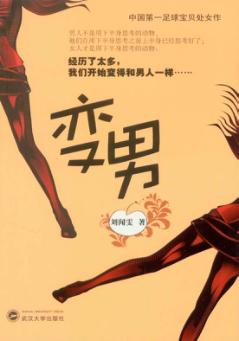 中国第一足球宝贝处女作
男人不是用下半身思考的动物,
他们在用下半身思考之前上半身已经想好了;
女人才是用下半身思考的动物。
经历了太多,
我们开始变得和男人一样……
变男
刘闻雯 著
武汉大学出版社